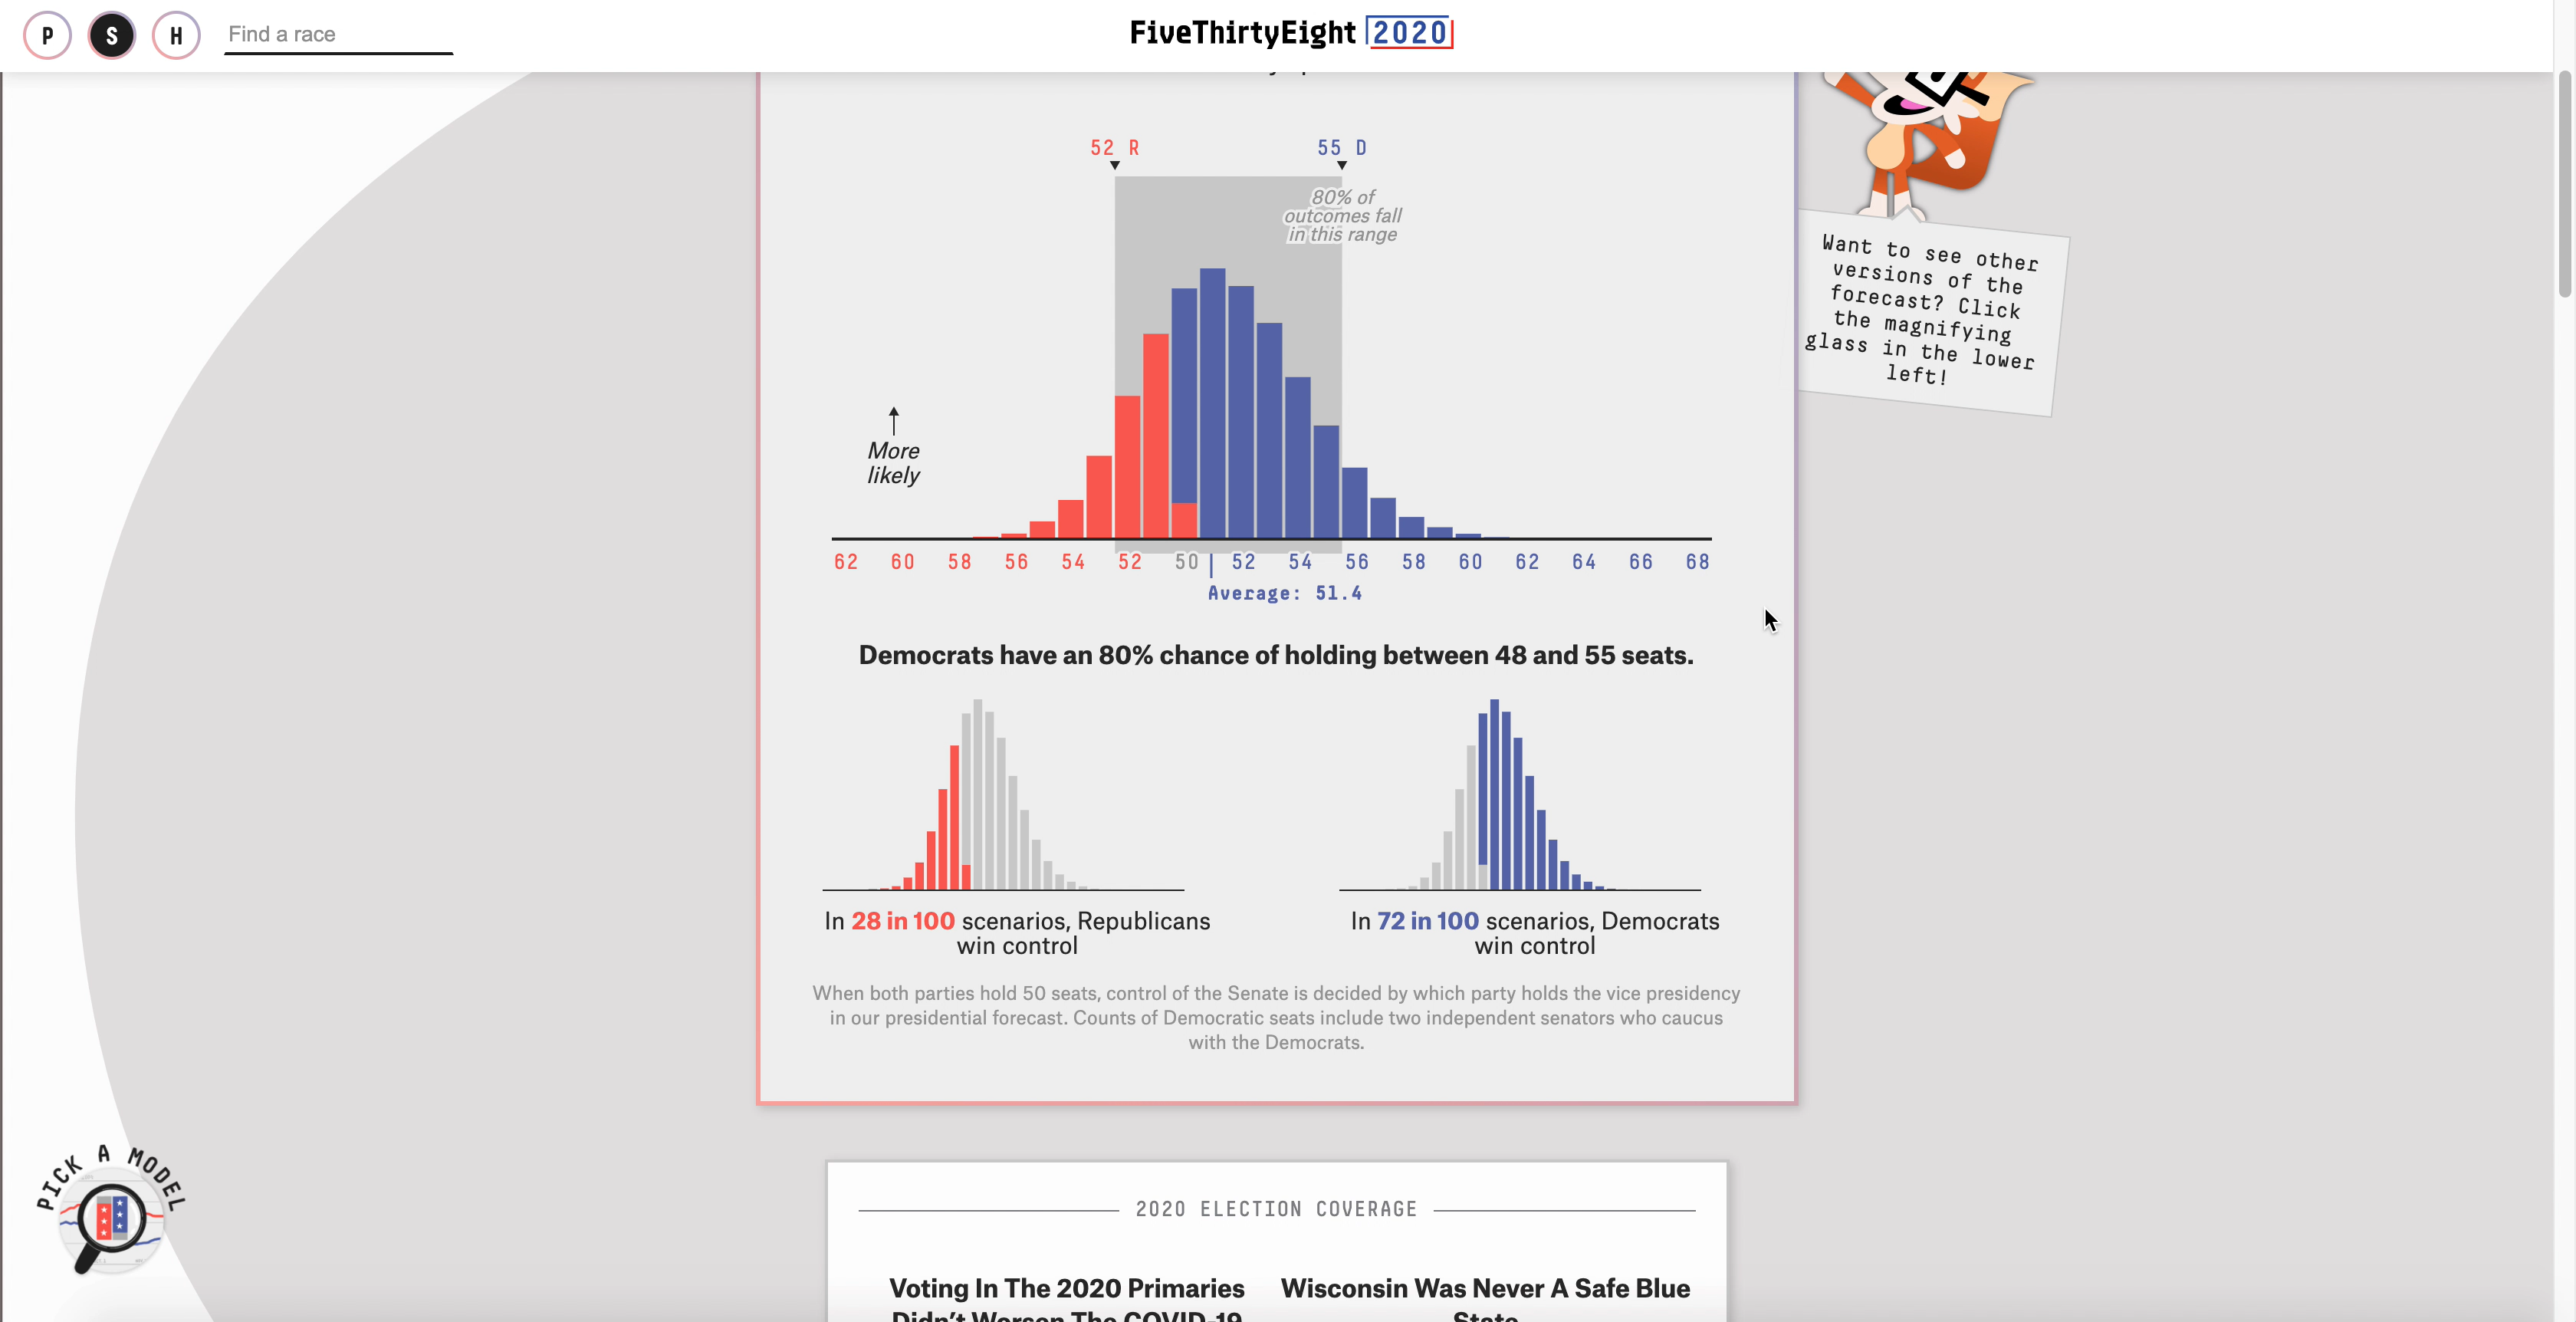 P S H Find a race
FiveThirtyEight 2020
52 R 55 D
80% of
outcomes fall
in this range
Want to see other
versions of the
forecast? Click
the magnifying
glass in the lower
left!
More
likely
62 60 58 56 54 52 50 52 54 56 58 60 62 64 66 68
Average: 51.4
Democrats have an 80% chance of holding between 48 and 55 seats.
In 28 in 100 scenarios, Republicans
win control
In 72 in 100 scenarios, Democrats
win control
When both parties hold 50 seats, control of the Senate is decided by which party holds the vice presidency
in our presidential forecast. Counts of Democratic seats include two independent senators who caucus
with the Democrats.
PICK A MODEL
2020 ELECTION COVERAGE
Voting In The 2020 Primaries
Didn't Worsen The COVID-19
Wisconsin Was Never A Safe Blue
State